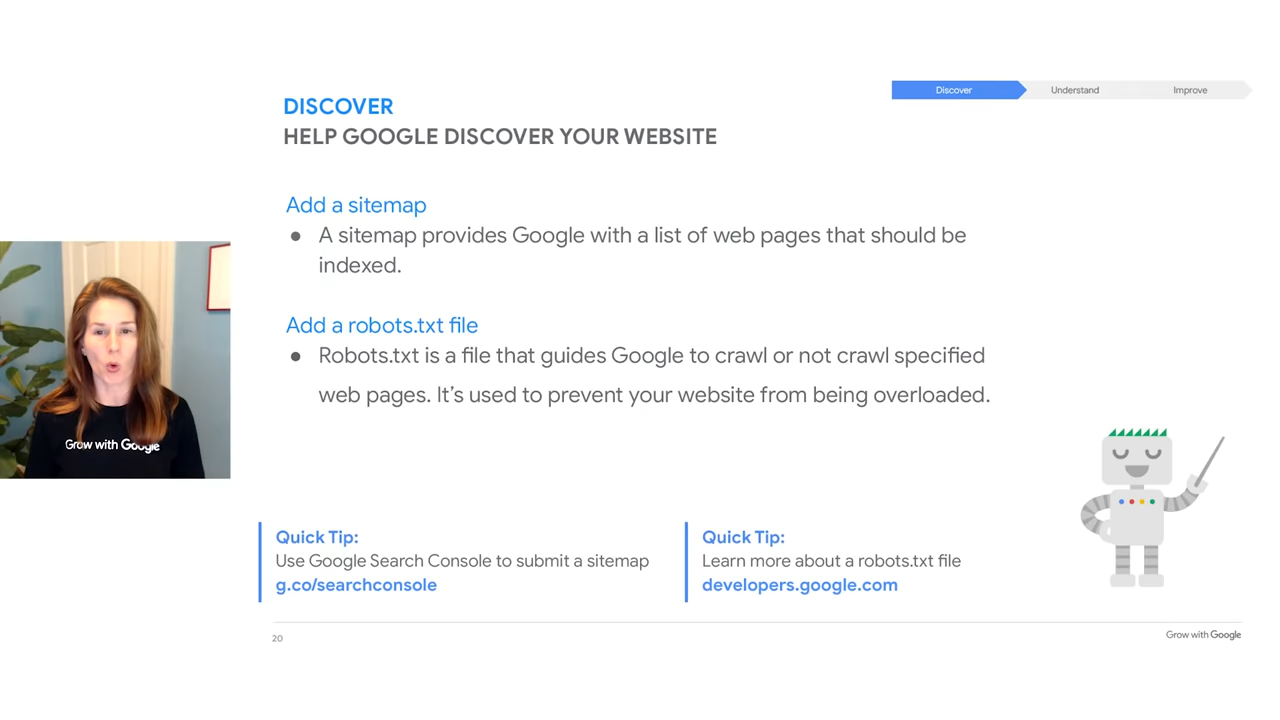 Discover
Understand
Improve
DISCOVER
HELP GOOGLE DISCOVER YOUR WEBSITE
Add a sitemap
● A sitemap provides Google with a list of web pages that should be
indexed.
Add a robots.txt file
● Robots.txt is a file that guides Google to crawl or not crawl specified
web pages. It’s used to prevent your website from being overloaded.
Grow with Google
Quick Tip:
Use Google Search Console to submit a sitemap
g.co/searchconsole
Quick Tip:
Learn more about a robots.txt file
developers.google.com
20
Grow with Google